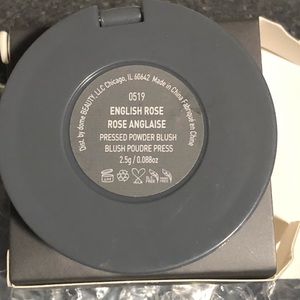 Dist. by dome BEAUTY, LLC Chicago, IL 60642 Made in China Fabriqué en Chine
0519
ENGLISH ROSE
ROSE ANGLAISE
PRESSED POWDER BLUSH
BLUSH POUDRE PRESS
2.5g / 0.088oz